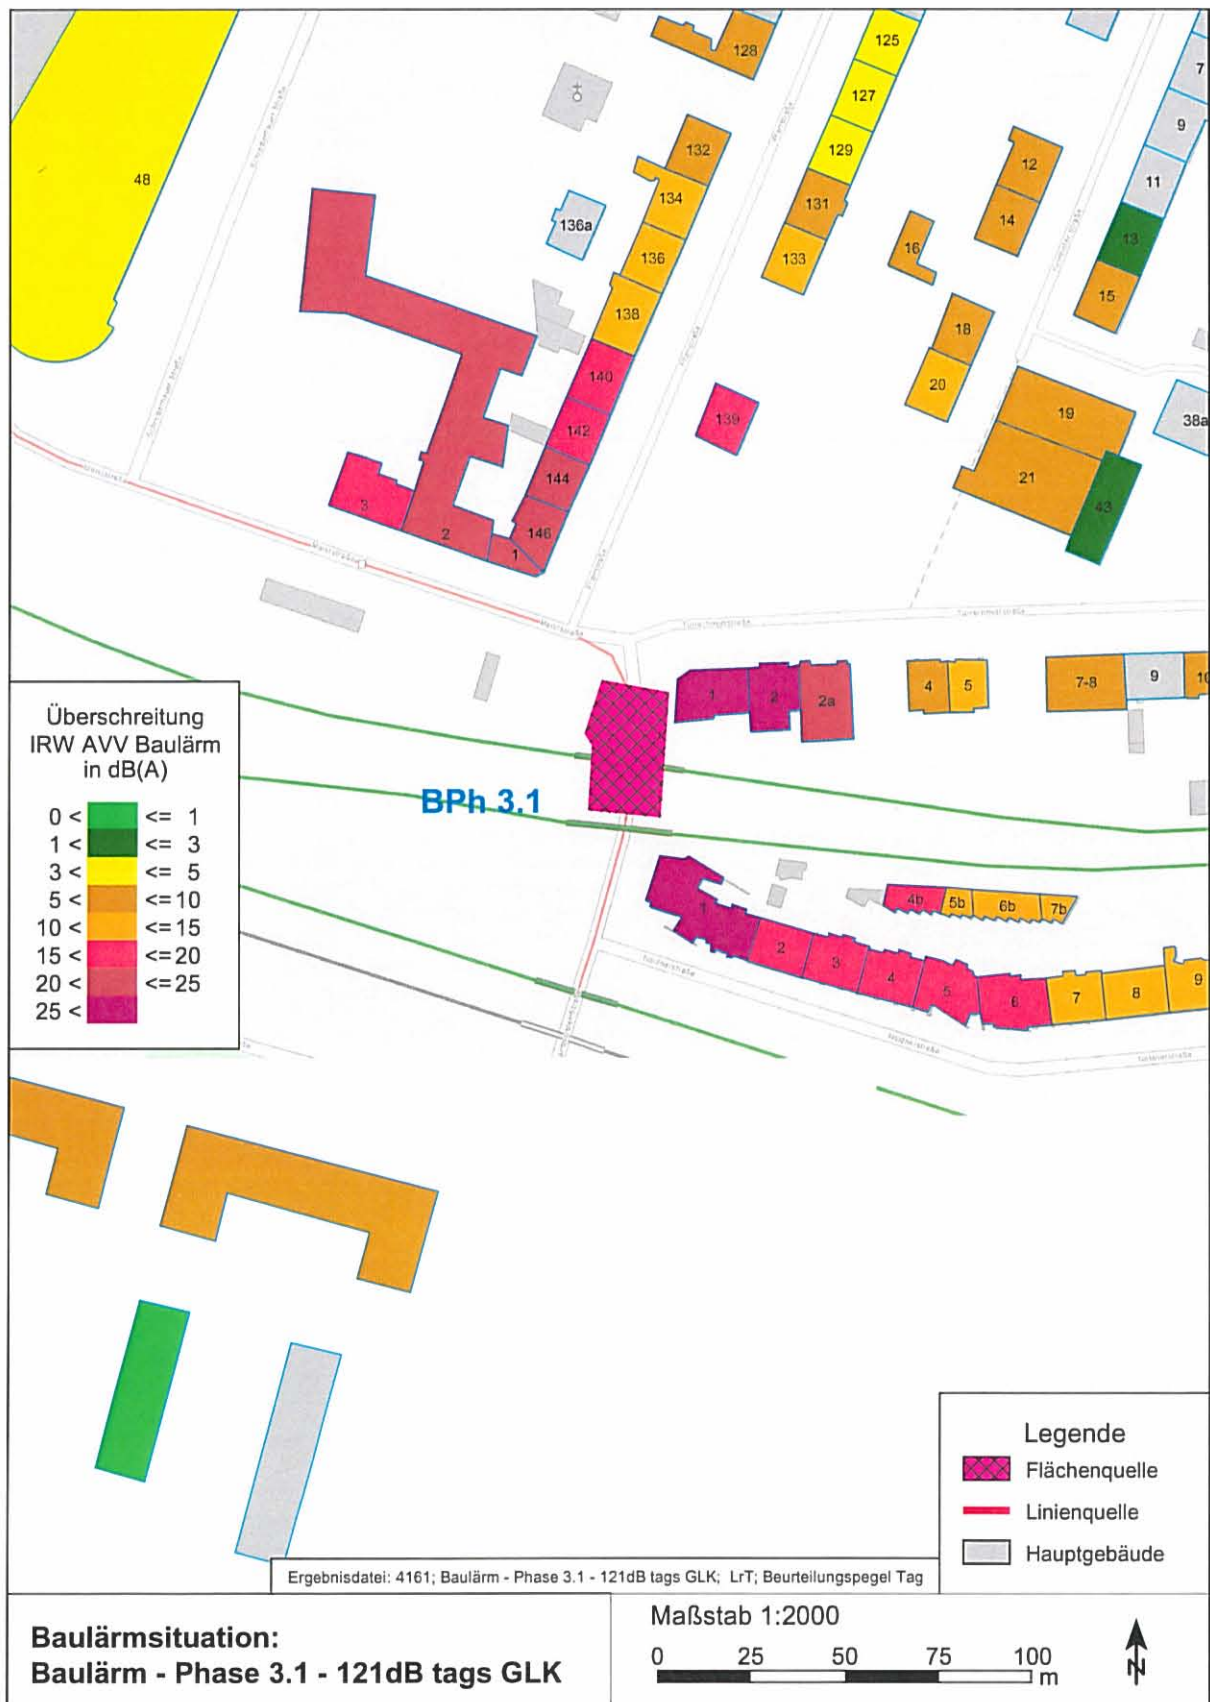 128
125
7
127
9
132
129
12
11
48
134
131
14
13
136a
16
136
133
15
138
18
140
20
19
139
38a
142
21
144
43
3
146
2
1
1
2
2a
4
5
7-8
9
10
Überschreitung
IRW AVV Baulärm
in dB(A)
0 < <= 1
1 < <= 3
3 < <= 5
5 < <=10
10 < <=15
15 < <=20
20 < <=25
25 <
BPh 3.1
4b
5b
6b
7b
1
2
3
4
5
6
7
8
9
Legende
Flächenquelle
Linienquelle
Hauptgebäude
Ergebnisdatei: 4161; Baulärm - Phase 3.1 - 121dB tags GLK; LrT; Beurteilungspegel Tag
Baulärmsituation:
Baulärm - Phase 3.1 - 121dB tags GLK
Maßstab 1:2000
0 25 50 75 100
m
N